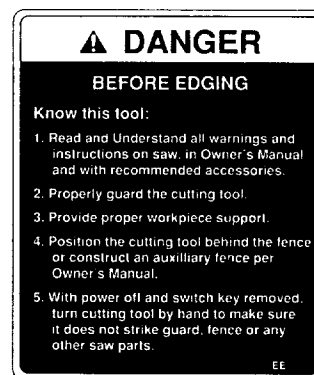 DANGER
BEFORE EDGING
Know this tool:
1. Read and Understand all warnings and
instructions on saw, in Owner's Manual
and with recommended accessories.
2. Properly guard the cutting tool.
3. Provide proper workpiece support.
4. Position the cutting tool behind the fence
or construct an auxilliary fence per
Owner's Manual.
5. With power off and switch key removed,
turn cutting tool by hand to make sure
it does not strike guard, fence or any
other saw parts.
EE